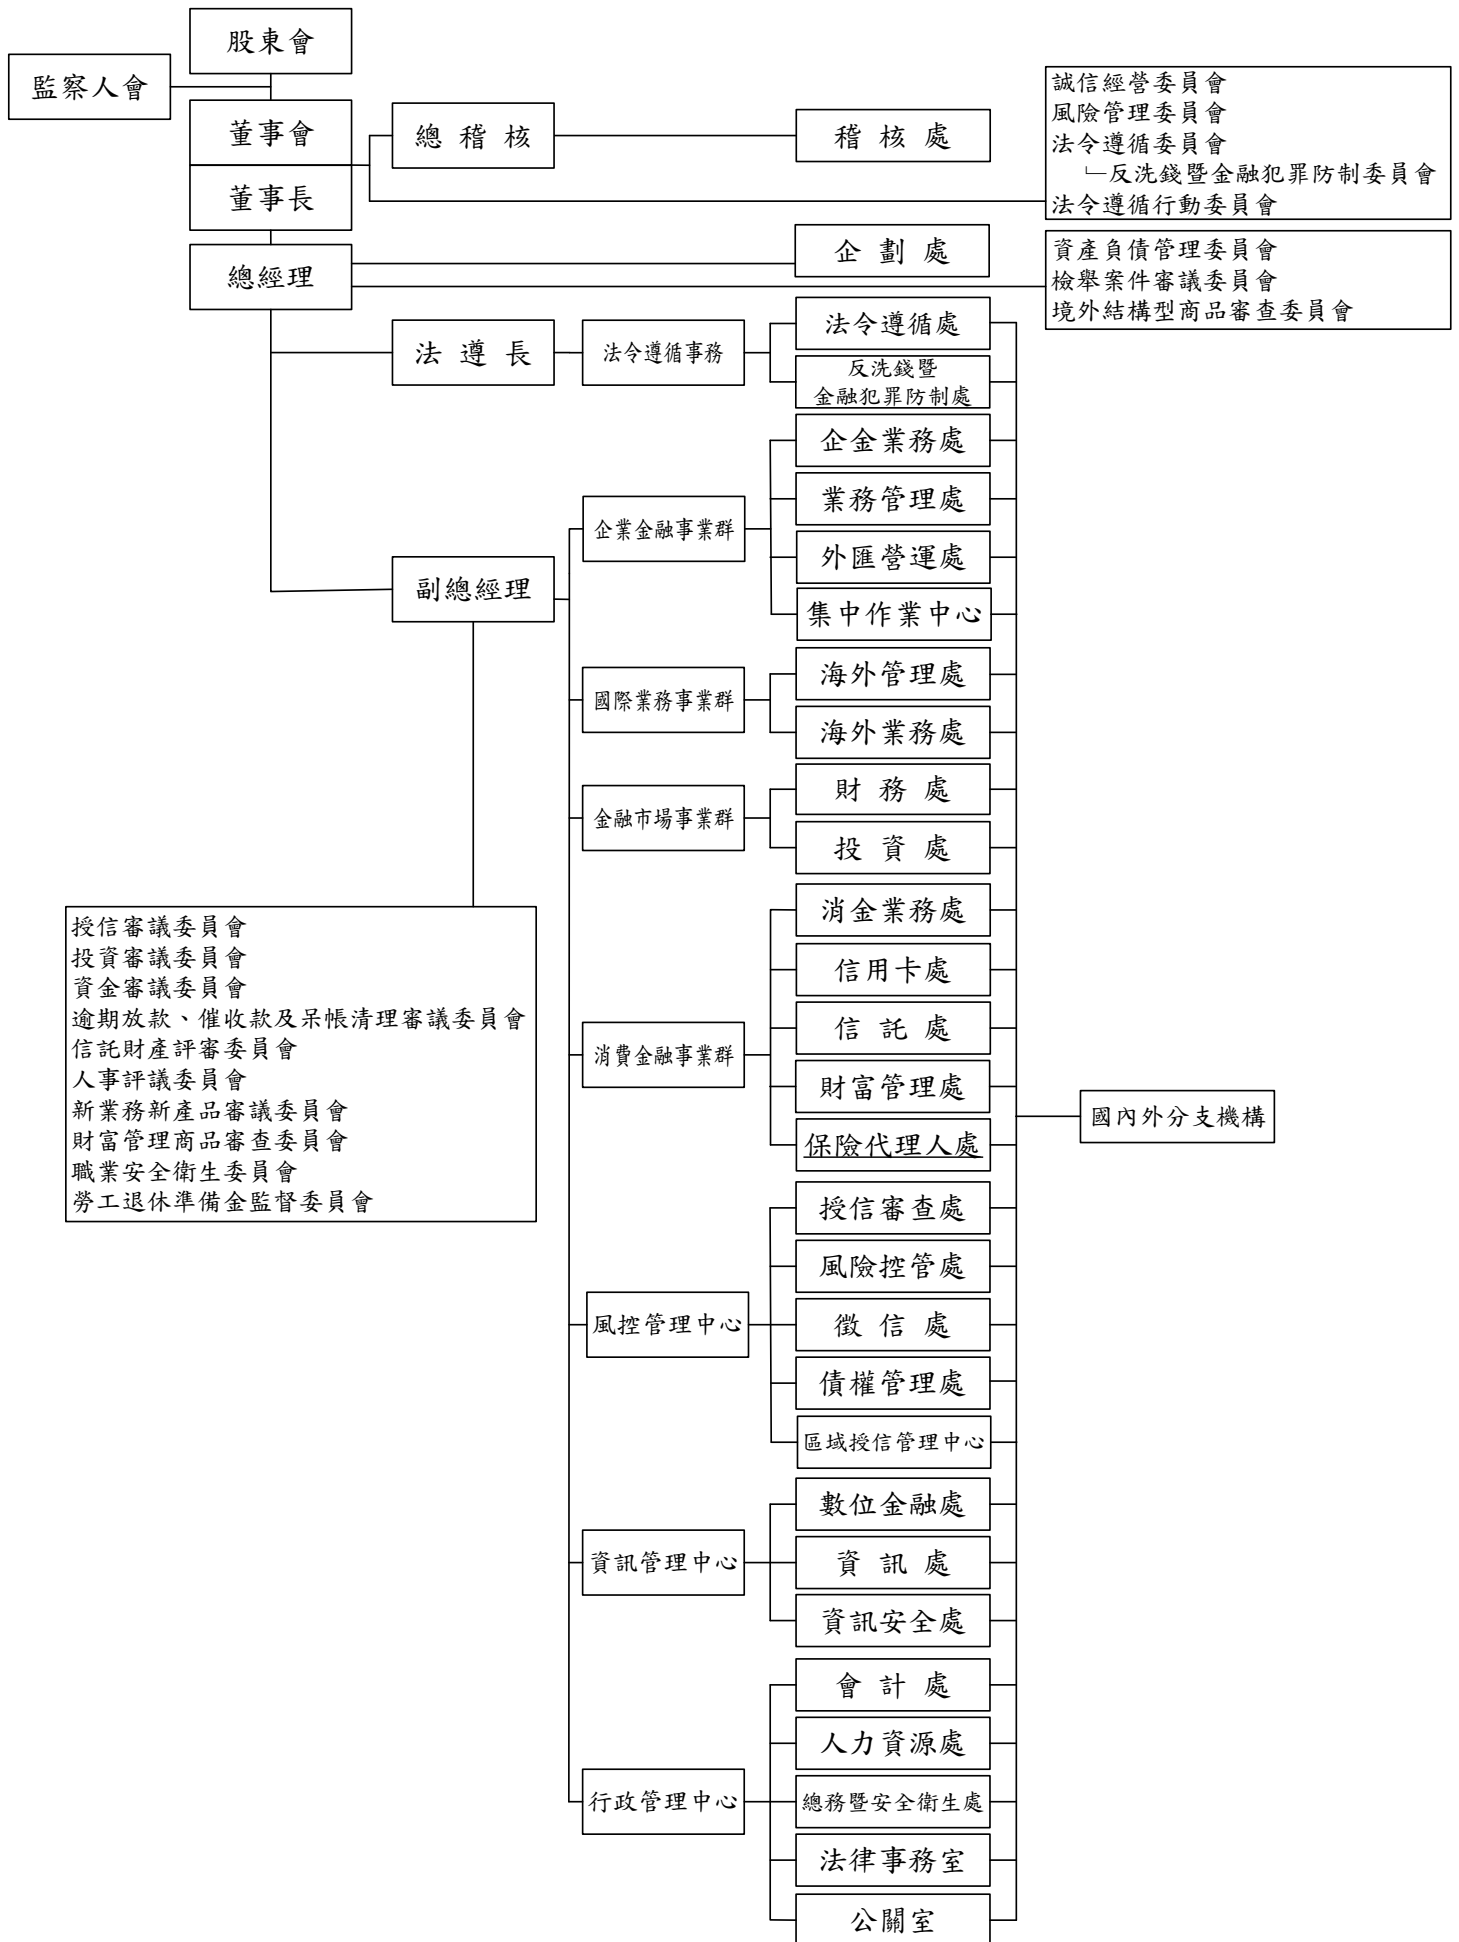 股東會
監察人會
董事會
董事長
總稽核
稽核處
誠信經營委員會
風險管理委員會
法令遵循委員會
└反洗錢暨金融犯罪防制委員會
法令遵循行動委員會
總經理
企劃處
資產負債管理委員會
檢舉案件審議委員會
境外結構型商品審查委員會
法遵長
法令遵循事務
法令遵循處
反洗錢暨
金融犯罪防制處
副總經理
企業金融事業群
企金業務處
業務管理處
外匯營運處
集中作業中心
國際業務事業群
海外管理處
海外業務處
金融市場事業群
財務處
投資處
授信審議委員會
投資審議委員會
資金審議委員會
逾期放款、催收款及呆帳清理審議委員會
信託財產評審委員會
人事評議委員會
新業務新產品審議委員會
財富管理商品審查委員會
職業安全衛生委員會
勞工退休準備金監督委員會
消費金融事業群
消金業務處
信用卡處
信託處
財富管理處
保險代理人處
國內外分支機構
風控管理中心
授信審查處
風險控管處
徵信處
債權管理處
區域授信管理中心
資訊管理中心
數位金融處
資訊處
資訊安全處
行政管理中心
會計處
人力資源處
總務暨安全衛生處
法律事務室
公關室